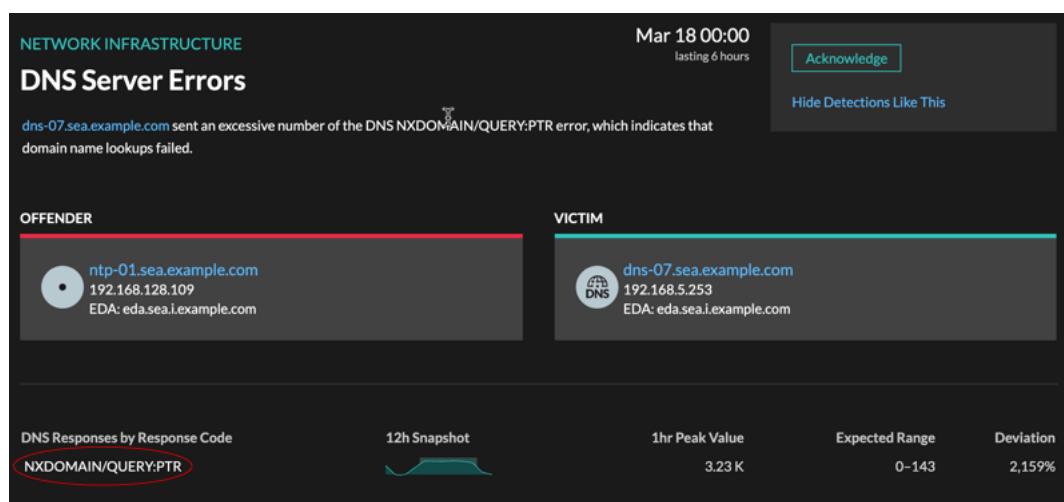 NETWORK INFRASTRUCTURE
DNS Server Errors
Mar 18 00:00
lasting 6 hours
Acknowledge
Hide Detections Like This
dns-07.sea.example.com sent an excessive number of the DNS NXDOMAIN/QUERY:PTR error, which indicates that
domain name lookups failed.
OFFENDER
ntp-01.sea.example.com
192.168.128.109
EDA: eda.sea.i.example.com
VICTIM
DNS
dns-07.sea.example.com
192.168.5.253
EDA: eda.sea.i.example.com
DNS Responses by Response Code 12h Snapshot 1hr Peak Value Expected Range Deviation
NXDOMAIN/QUERY:PTR 3.23 K 0–143 2,159%